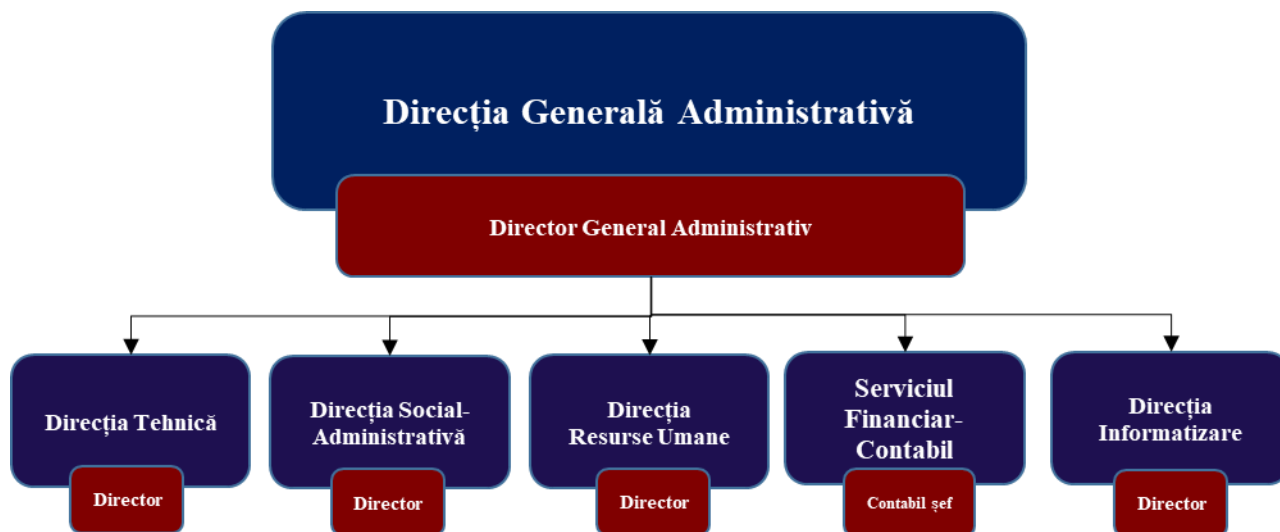 Direcția Generală Administrativă
Director General Administrativ
Direcția Tehnică
Director
Direcția Social-
Administrativă
Director
Direcția
Resurse Umane
Director
Serviciul
Financiar-
Contabil
Contabil șef
Direcția
Informatizare
Director